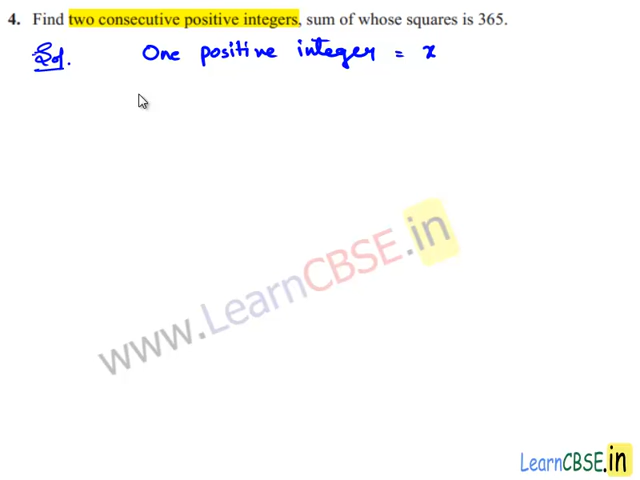 4. Find two consecutive positive integers, sum of whose squares is 365.
Sol. One positive integer = x
www.LearnCBSE.in
LearnCBSE.in